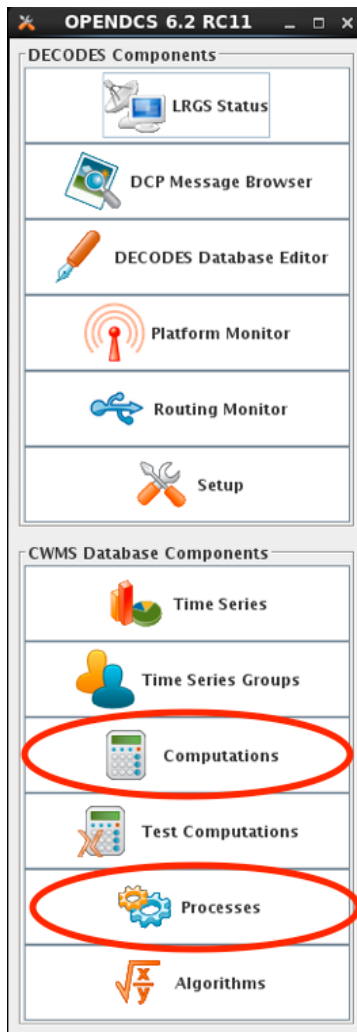 OPENDCS 6.2 RC11
DECODES Components
LRGS Status
DCP Message Browser
DECODES Database Editor
Platform Monitor
Routing Monitor
Setup
CWMS Database Components
Time Series
Time Series Groups
Computations
Test Computations
Processes
Algorithms